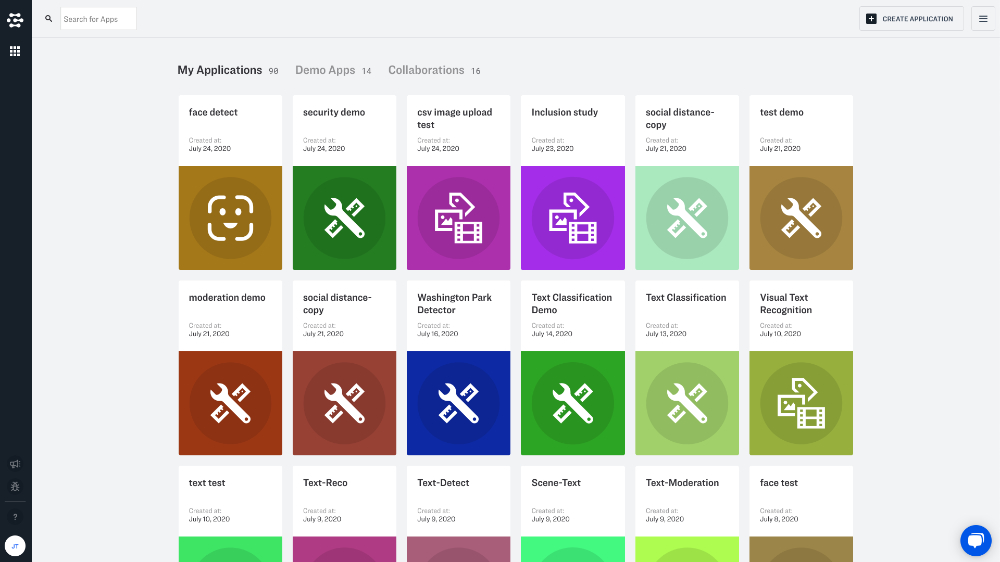 Search for Apps
CREATE APPLICATION
My Applications 90
Demo Apps 14
Collaborations 16
face detect
Created at:
July 24, 2020
security demo
Created at:
July 24, 2020
csv image upload
test
Created at:
July 24, 2020
Inclusion study
Created at:
July 23, 2020
social distance-
copy
Created at:
July 21, 2020
test demo
Created at:
July 21, 2020
moderation demo
Created at:
July 21, 2020
social distance-
copy
Created at:
July 21, 2020
Washington Park
Detector
Created at:
July 16, 2020
Text Classification
Demo
Created at:
July 14, 2020
Text Classification
Created at:
July 13, 2020
Visual Text
Recognition
Created at:
July 10, 2020
text test
Created at:
July 10, 2020
Text-Reco
Created at:
July 9, 2020
Text-Detect
Created at:
July 9, 2020
Scene-Text
Created at:
July 9, 2020
Text-Moderation
Created at:
July 9, 2020
face test
Created at:
July 8, 2020
?
JT